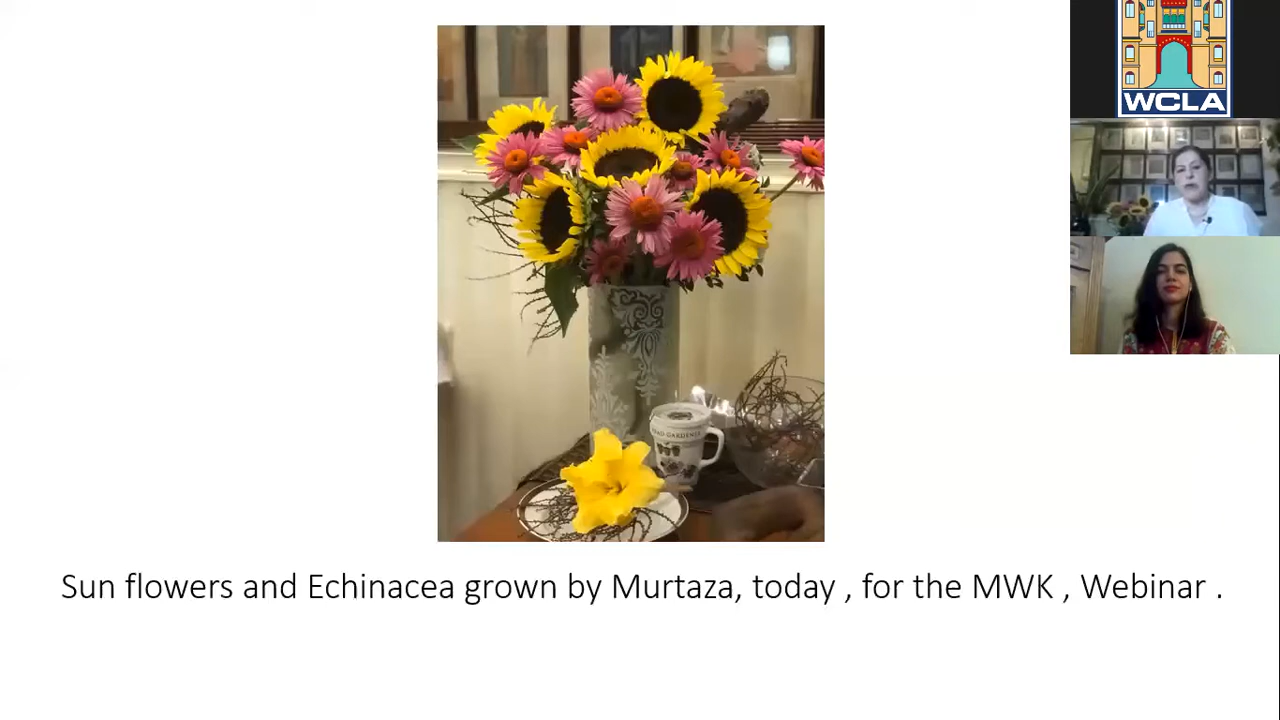 WCLA
Sun flowers and Echinacea grown by Murtaza, today , for the MWK , Webinar .